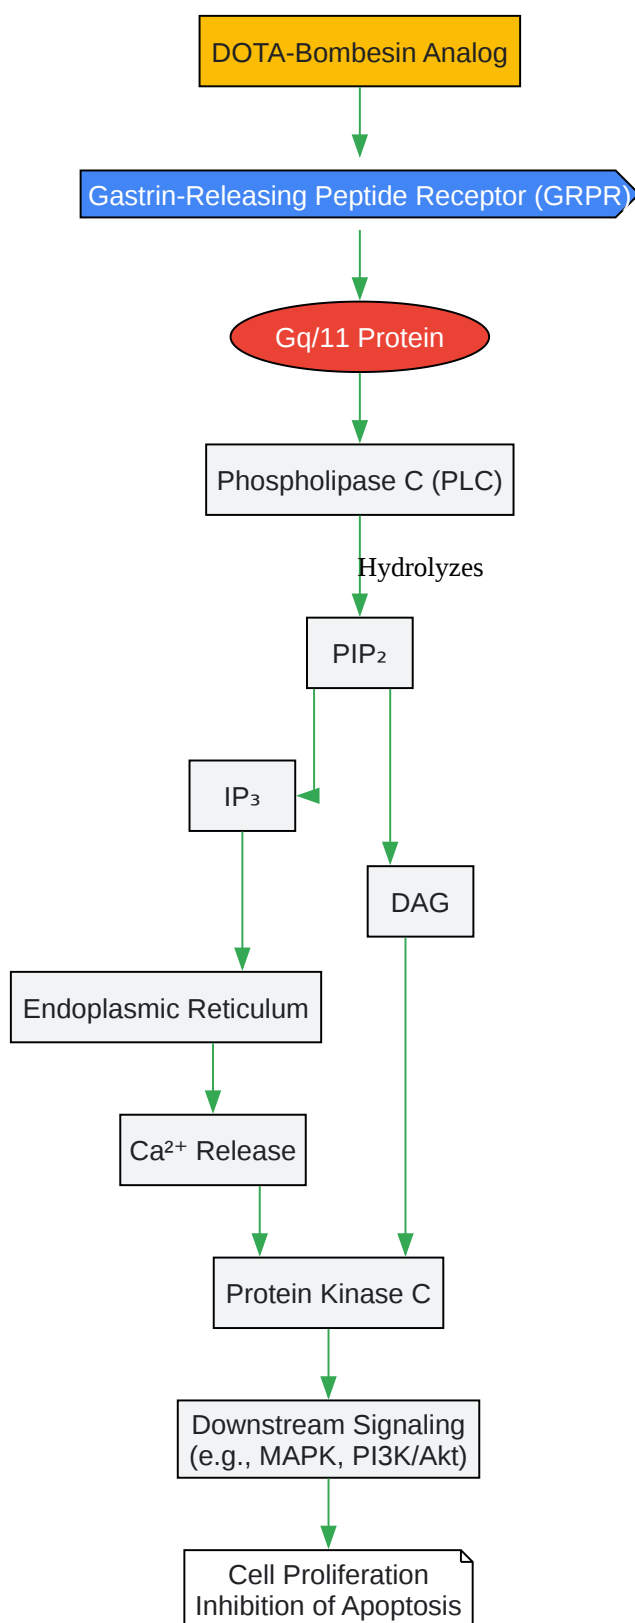 DOTA-Bombesin Analog
Gastrin-Releasing Peptide Receptor (GRPR)
Gq/11 Protein
Phospholipase C (PLC)
Hydrolyzes
PIP₂
IP₃
DAG
Endoplasmic Reticulum
Ca²⁺ Release
Protein Kinase C
Downstream Signaling
(e.g., MAPK, PI3K/Akt)
Cell Proliferation
Inhibition of Apoptosis